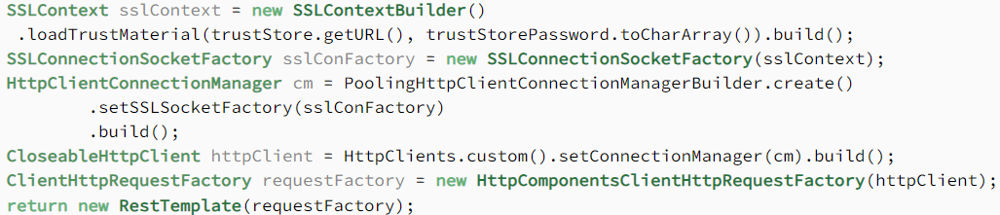 SSLContext sslContext = new SSLContextBuilder()
 .loadTrustMaterial(trustStore.getURL(), trustStorePassword.toCharArray()).build();
SSLConnectionSocketFactory sslConFactory = new SSLConnectionSocketFactory(sslContext);
HttpClientConnectionManager cm = PoolingHttpClientConnectionManagerBuilder.create()
        .setSSLSocketFactory(sslConFactory)
        .build();
CloseableHttpClient httpClient = HttpClients.custom().setConnectionManager(cm).build();
ClientHttpRequestFactory requestFactory = new HttpComponentsClientHttpRequestFactory(httpClient);
return new RestTemplate(requestFactory);